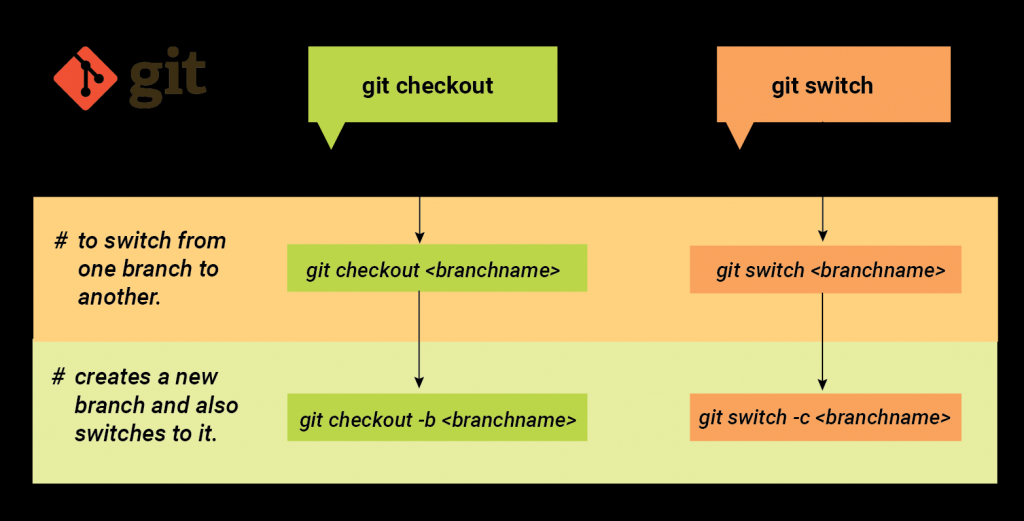 git
git checkout
git switch
# to switch from
one branch to
another.
git checkout <branchname>
git switch <branchname>
# creates a new
branch and also
switches to it.
git checkout -b <branchname>
git switch -c <branchname>